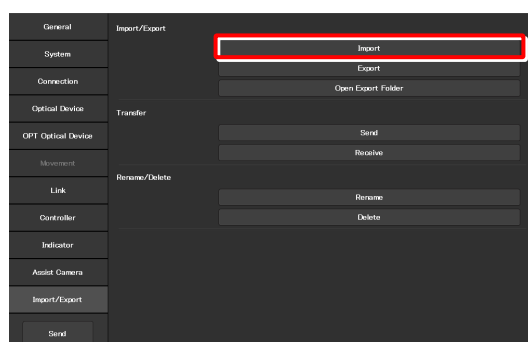 General
System
Connection
Optical Device
OPT Optical Device
Movement
Link
Controller
Indicator
Assist Camera
Import/Export
Send
Import/Export
Import
Export
Open Export Folder
Transfer
Send
Receive
Rename/Delete
Rename
Delete